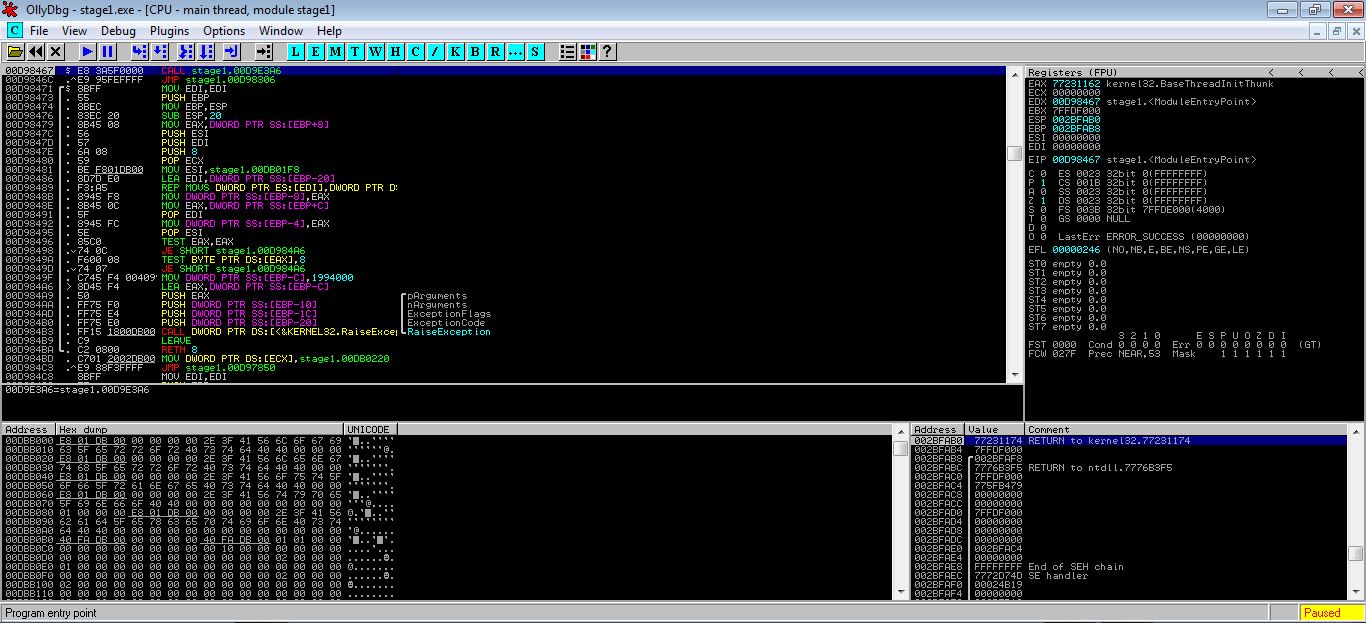 OllyDbg - stage1.exe - [CPU - main thread, module stage1]
C File View Debug Plugins Options Window Help
L E M T W H C / K B R ... S ?
00D98467 $ E8 3A5F0000 CALL stage1.00D9E3A6
00D9846C .^E9 95FEFFFF JMP stage1.00D98306
00D98471 $ 8BFF MOV EDI,EDI
00D98473 . 55 PUSH EBP
00D98474 . 8BEC MOV EBP,ESP
00D98476 . 83EC 20 SUB ESP,20
00D98479 . 8B45 08 MOV EAX,DWORD PTR SS:[EBP+8]
00D9847C . 56 PUSH ESI
00D9847D . 57 PUSH EDI
00D9847E . 6A 08 PUSH 8
00D98480 . 59 POP ECX
00D98481 . BE F801DB00 MOV ESI,stage1.00DB01F8
00D98486 . 8D7D E0 LEA EDI,DWORD PTR SS:[EBP-20]
00D98489 . F3:A5 REP MOVS DWORD PTR ES:[EDI],DWORD PTR DS
00D9848B . 8945 F8 MOV DWORD PTR SS:[EBP-8],EAX
00D9848E . 8B45 0C MOV EAX,DWORD PTR SS:[EBP+C]
00D98491 . 5F POP EDI
00D98492 . 8945 FC MOV DWORD PTR SS:[EBP-4],EAX
00D98495 . 5E POP ESI
00D98496 . 85C0 TEST EAX,EAX
00D98498 .v74 0C JE SHORT stage1.00D984A6
00D9849A . F600 08 TEST BYTE PTR DS:[EAX],8
00D9849D .v74 07 JE SHORT stage1.00D984A6
00D9849F . C745 F4 00409 MOV DWORD PTR SS:[EBP-C],1994000
00D984A6 > 8D45 F4 LEA EAX,DWORD PTR SS:[EBP-C]
00D984A9 . 50 PUSH EAX pArguments
00D984AA . FF75 F0 PUSH DWORD PTR SS:[EBP-10] nArguments
00D984AD . FF75 E4 PUSH DWORD PTR SS:[EBP-1C] ExceptionFlags
00D984B0 . FF75 E0 PUSH DWORD PTR SS:[EBP-20] ExceptionCode
00D984B3 . FF15 1800DB00 CALL DWORD PTR DS:[<&KERNEL32.RaiseExcep RaiseException
00D984B9 . C9 LEAVE
00D984BA . C2 0800 RETN 8
00D984BD . C701 2002DB00 MOV DWORD PTR DS:[ECX],stage1.00DB0220
00D984C3 .^E9 88F3FFFF JMP stage1.00D97850
00D984C8 8BFF MOV EDI,EDI
00D9E3A6=stage1.00D9E3A6
Registers (FPU) < < < <
EAX 77231162 kernel32.BaseThreadInitThunk
ECX 00000000
EDX 00D98467 stage1.<ModuleEntryPoint>
EBX 7FFDF000
ESP 002BFAB0
EBP 002BFAB8
ESI 00000000
EDI 00000000
EIP 00D98467 stage1.<ModuleEntryPoint>
C 0 ES 0023 32bit 0(FFFFFFFF)
P 1 CS 001B 32bit 0(FFFFFFFF)
A 0 SS 0023 32bit 0(FFFFFFFF)
Z 1 DS 0023 32bit 0(FFFFFFFF)
S 0 FS 003B 32bit 7FFDE000(4000)
T 0 GS 0000 NULL
D 0
O 0 LastErr ERROR_SUCCESS (00000000)
EFL 00000246 (NO,NB,E,BE,NS,PE,GE,LE)
ST0 empty 0.0
ST1 empty 0.0
ST2 empty 0.0
ST3 empty 0.0
ST4 empty 0.0
ST5 empty 0.0
ST6 empty 0.0
ST7 empty 0.0
3 2 1 0 E S P U O Z D I
FST 0000 Cond 0 0 0 0 Err 0 0 0 0 0 0 0 0 (GT)
FCW 027F Prec NEAR,53 Mask 1 1 1 1 1 1
Address Hex dump UNICODE
00DBB000 E8 01 DB 00 00 00 00 00 2E 3F 41 56 6C 6F 67 69
00DBB010 63 5F 65 72 72 6F 72 40 73 74 64 40 40 00 00 00
00DBB020 E8 01 DB 00 00 00 00 00 2E 3F 41 56 6C 65 6E 67
00DBB030 74 68 5F 65 72 72 6F 72 40 73 74 64 40 40 00 00
00DBB040 E8 01 DB 00 00 00 00 00 2E 3F 41 56 6F 75 74 5F
00DBB050 6F 66 5F 72 61 6E 67 65 40 73 74 64 40 40 00 00
00DBB060 E8 01 DB 00 00 00 00 00 2E 3F 41 56 74 79 70 65
00DBB070 5F 69 6E 66 6F 40 40 00 00 00 00 00 00 00 00 00
00DBB080 01 00 00 00 E8 01 DB 00 00 00 00 00 2E 3F 41 56
00DBB090 62 61 64 5F 65 78 63 65 70 74 69 6F 6E 40 73 74
00DBB0A0 64 40 40 00 00 00 00 00 00 00 00 00 00 00 00 00
00DBB0B0 40 FA DB 00 00 00 00 00 40 FA DB 00 01 01 00 00
00DBB0C0 00 00 00 00 00 00 00 00 00 10 00 00 00 00 00 00
00DBB0D0 00 00 00 00 00 00 00 00 00 00 00 00 02 00 00 00
00DBB0E0 01 00 00 00 00 00 00 00 00 00 00 00 00 00 00 00
00DBB0F0 00 00 00 00 00 00 00 00 00 00 00 00 02 00 00 00
00DBB100 02 00 00 00 00 00 00 00 00 00 00 00 00 00 00 00
00DBB110 00 00 00 00 00 00 00 00 00 00 00 00 00 00 00 00
Address Value Comment
002BFAB0 77231174 RETURN to kernel32.77231174
002BFAB4 7FFDF000
002BFAB8 002BFAF8
002BFABC 7776B3F5 RETURN to ntdll.7776B3F5
002BFAC0 7FFDF000
002BFAC4 775FB479
002BFAC8 00000000
002BFACC 00000000
002BFAD0 7FFDF000
002BFAD4 00000000
002BFAD8 00000000
002BFADC 00000000
002BFAE0 002BFAC4
002BFAE4 00000000
002BFAE8 FFFFFFFF End of SEH chain
002BFAEC 7772D74D SE handler
002BFAF0 00024B19
002BFAF4 00000000
Program entry point
Paused